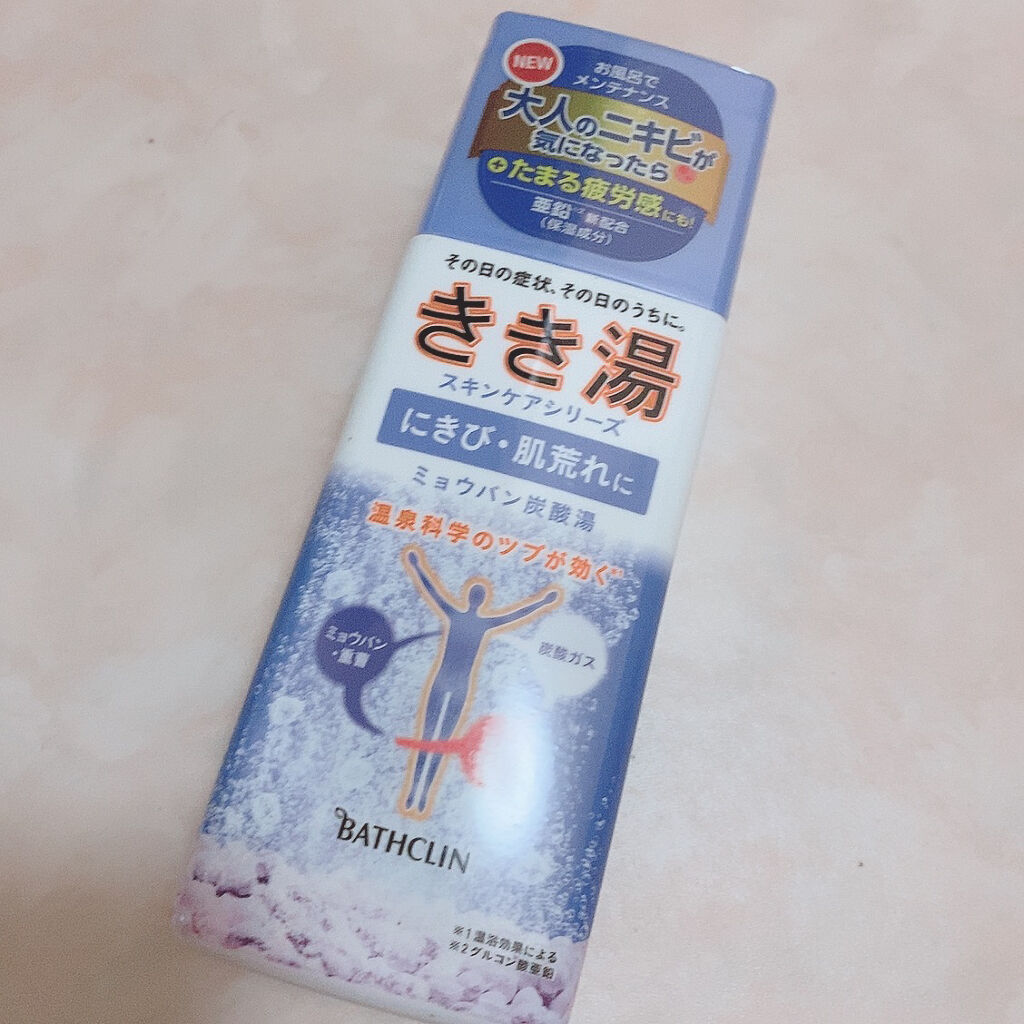 NEW
お風呂で
メンテナンス
大人のニキビが
気になったら
+たまる疲労感にも!
亜鉛※2新配合
(保湿成分)
その日の症状、その日のうちに。
きき湯
スキンケアシリーズ
にきび・肌荒れに
ミョウバン炭酸湯
温泉科学のツブが効く※1
ミョウバン
・重曹
炭酸ガス
BATHCLIN
※1温浴効果による
※2グルコン酸亜鉛